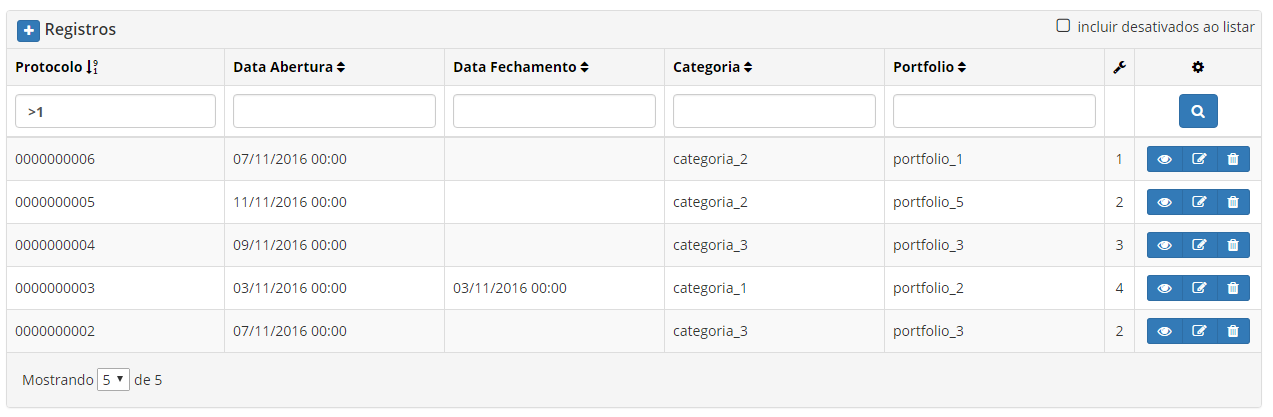 Registros incluir desativados ao listar
Protocolo Data Abertura Data Fechamento Categoria Portfolio
>1
0000000006 07/11/2016 00:00 categoria_2 portfolio_1 1
0000000005 11/11/2016 00:00 categoria_2 portfolio_5 2
0000000004 09/11/2016 00:00 categoria_3 portfolio_3 3
0000000003 03/11/2016 00:00 03/11/2016 00:00 categoria_1 portfolio_2 4
0000000002 07/11/2016 00:00 categoria_3 portfolio_3 2
Mostrando 5 de 5